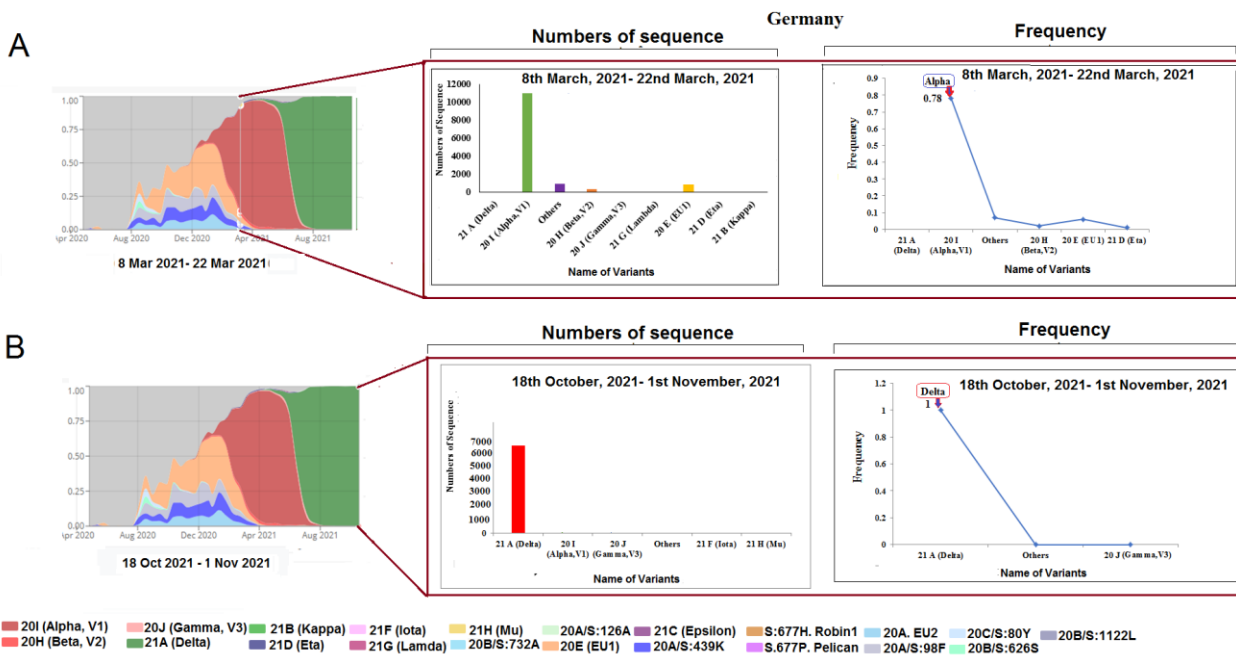 Germany
A
Numbers of sequence
Frequency
8th March, 2021- 22nd March, 2021
8th March, 2021- 22nd March, 2021
1.00
0.75
0.50
0.25
0.00
Apr 2020
Aug 2020
Dec 2020
Apr 2021
Aug 2021
8 Mar 2021- 22 Mar 2021
Numbers of Sequence
12000
10000
8000
6000
4000
2000
0
21 A (Delta)
20 I (Alpha,V1)
Others
20 H (Beta,V2)
20 J (Gamma,V3)
21 G (Lambda)
20 E (EU1)
21 D (Eta)
21 B (Kappa)
Name of Variants
Frequency
0.9
0.8
0.7
0.6
0.5
0.4
0.3
0.2
0.1
0
Alpha
0.78
21 A
(Delta)
20 I
(Alpha,V1)
Others
20 H
(Beta,V2)
20 E (EU1)
21 D (Eta)
Name of Variants
B
Numbers of sequence
Frequency
18th October, 2021- 1st November, 2021
18th October, 2021- 1st November, 2021
1.00
0.75
0.50
0.25
0.00
Apr 2020
Aug 2020
Dec 2020
Apr 2021
Aug 2021
18 Oct 2021 - 1 Nov 2021
Numbers of Sequence
7000
6000
5000
4000
3000
2000
1000
0
21 A (Delta)
20 I
(Alpha,V1)
20 J
(Gamma,V3)
Others
21 F (Iota)
21 H (Mu)
Name of Variants
Frequency
1.2
1
0.8
0.6
0.4
0.2
0
Delta
1
21 A (Delta)
Others
20 J (Gamma,V3)
Name of Variants
20I (Alpha, V1) 20J (Gamma, V3) 21B (Kappa) 21F (Iota) 21H (Mu) 20A/S:126A 21C (Epsilon) S:677H. Robin1 20A. EU2 20C/S:80Y 20B/S:1122L
20H (Beta, V2) 21A (Delta) 21D (Eta) 21G (Lamda) 20B/S:732A 20E (EU1) 20A/S:439K S.677P. Pelican 20A/S:98F 20B/S:626S